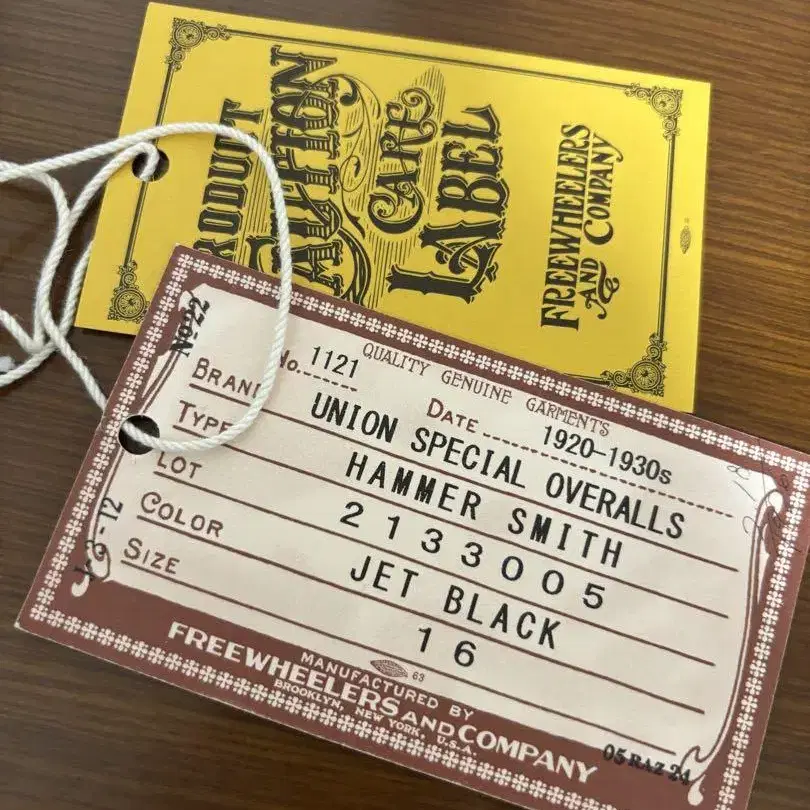 CAUTION
CARE
LABEL
FREEWHEELERS
AND COMPANY
No. 22
No. 1121
QUALITY GENUINE GARMENTS
DATE 1920-1930s
BRAND UNION SPECIAL OVERALLS
TYPE HAMMER SMITH
LOT 2133005
COLOR JET BLACK
SIZE 16
MANUFACTURED BY
63
FREEWHEELERS AND COMPANY
BROOKLYN, NEW YORK, U.S.A.